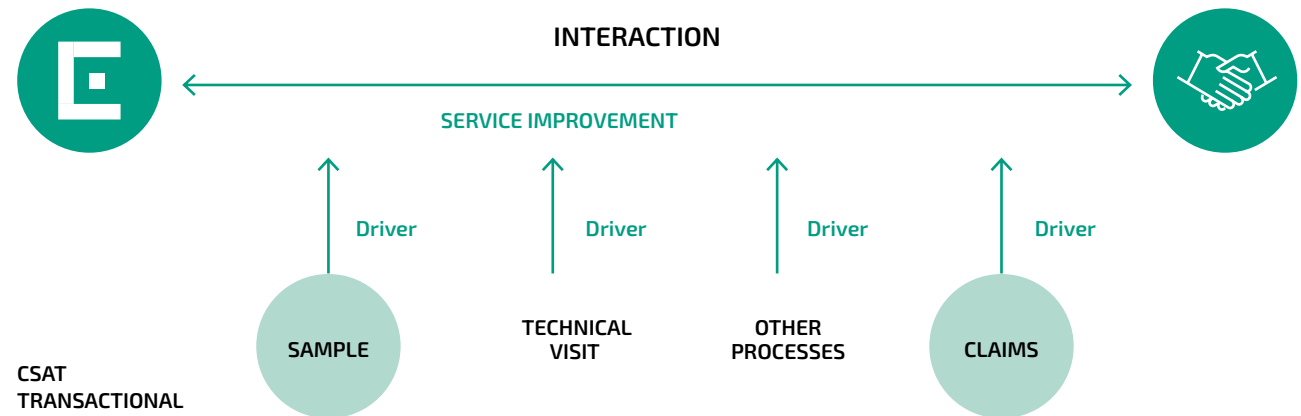 INTERACTION
SERVICE IMPROVEMENT
Driver
Driver
Driver
Driver
SAMPLE
TECHNICAL
VISIT
OTHER
PROCESSES
CLAIMS
CSAT
TRANSACTIONAL